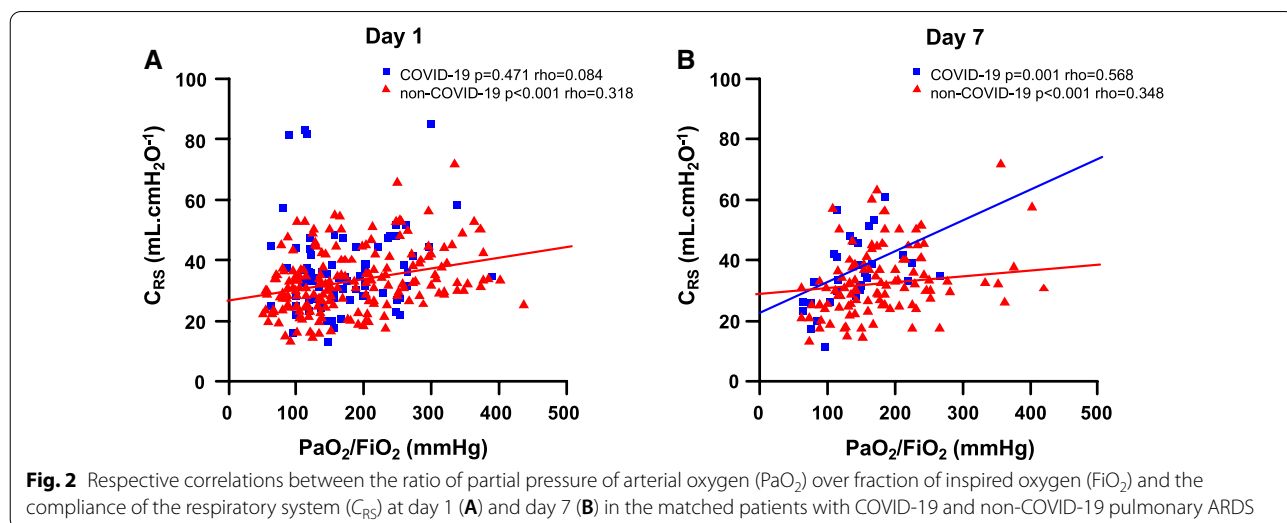 Day 1
A
COVID-19 p=0.471 rho=0.084
non-COVID-19 p<0.001 rho=0.318
C_RS (mL.cmH₂O⁻¹)
100
80
60
40
20
0
0 100 200 300 400 500
PaO₂/FiO₂ (mmHg)
Day 7
B
COVID-19 p=0.001 rho=0.568
non-COVID-19 p<0.001 rho=0.348
C_RS (mL.cmH₂O⁻¹)
100
80
60
40
20
0
0 100 200 300 400 500
PaO₂/FiO₂ (mmHg)
Fig. 2 Respective correlations between the ratio of partial pressure of arterial oxygen (PaO₂) over fraction of inspired oxygen (FiO₂) and the
compliance of the respiratory system (C_RS) at day 1 (A) and day 7 (B) in the matched patients with COVID-19 and non-COVID-19 pulmonary ARDS